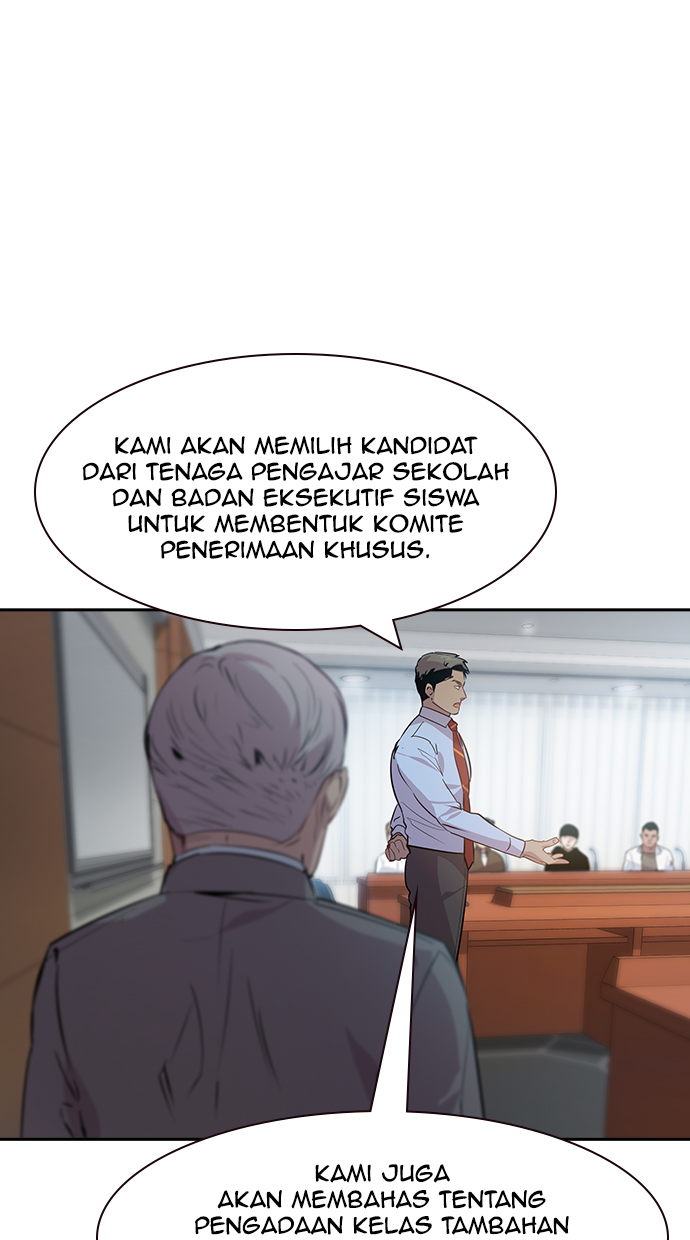 KAMI AKAN MEMILIH KANDIDAT
DARI TENAGA PENGAJAR SEKOLAH
DAN BADAN EKSEKUTIF SISWA
UNTUK MEMBENTUK KOMITE
PENERIMAAN KHUSUS.
KAMI JUGA
AKAN MEMBAHAS TENTANG
PENGADAAN KELAS TAMBAHAN